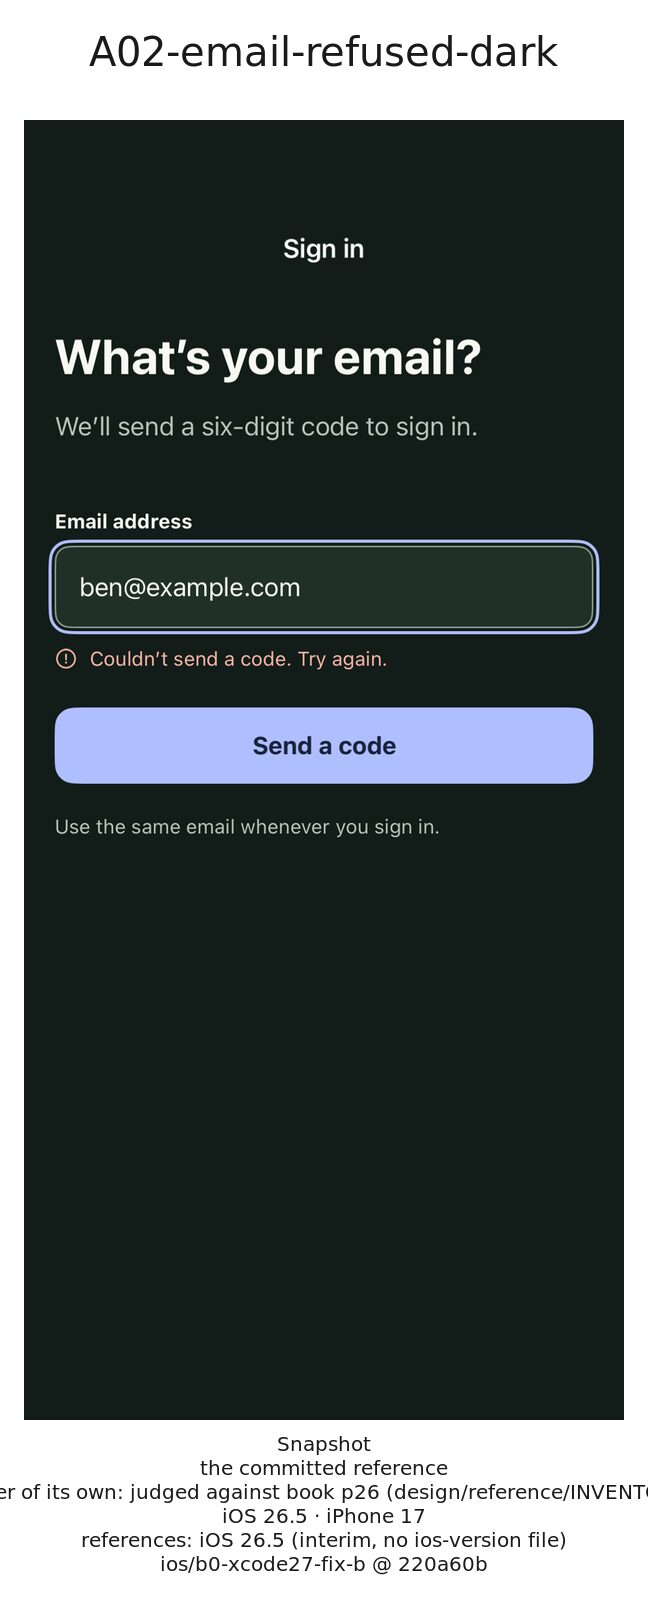 A02-email-refused-dark
Sign in
What’s your email?
We’ll send a six-digit code to sign in.
Email address
ben@example.com
Couldn’t send a code. Try again.
Send a code
Use the same email whenever you sign in.
Snapshot
the committed reference
of its own: judged against book p26 (design/reference/
iOS 26.5 · iPhone 17
references: iOS 26.5 (interim, no ios-version file)
ios/b0-xcode27-fix-b @ 220a60b